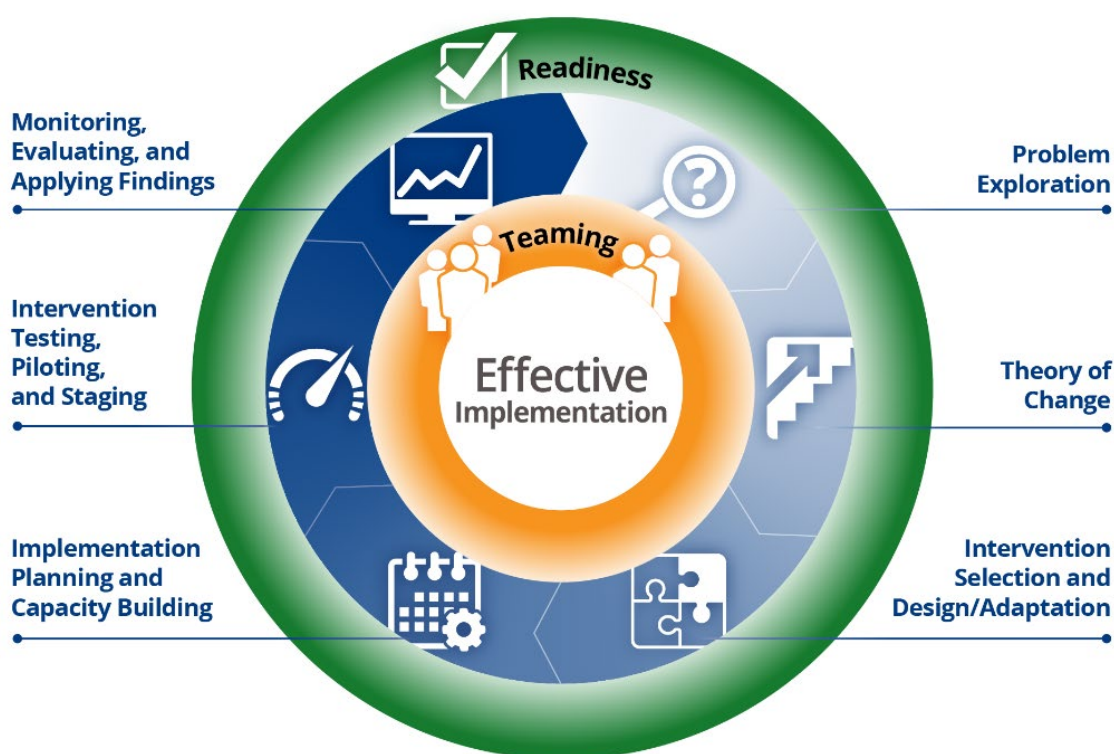 Readiness
Monitoring,
Evaluating, and
Applying Findings
Problem
Exploration
?
Teaming
Intervention
Testing,
Piloting,
and Staging
Effective
Implementation
Theory of
Change
Implementation
Planning and
Capacity Building
Intervention
Selection and
Design/Adaptation